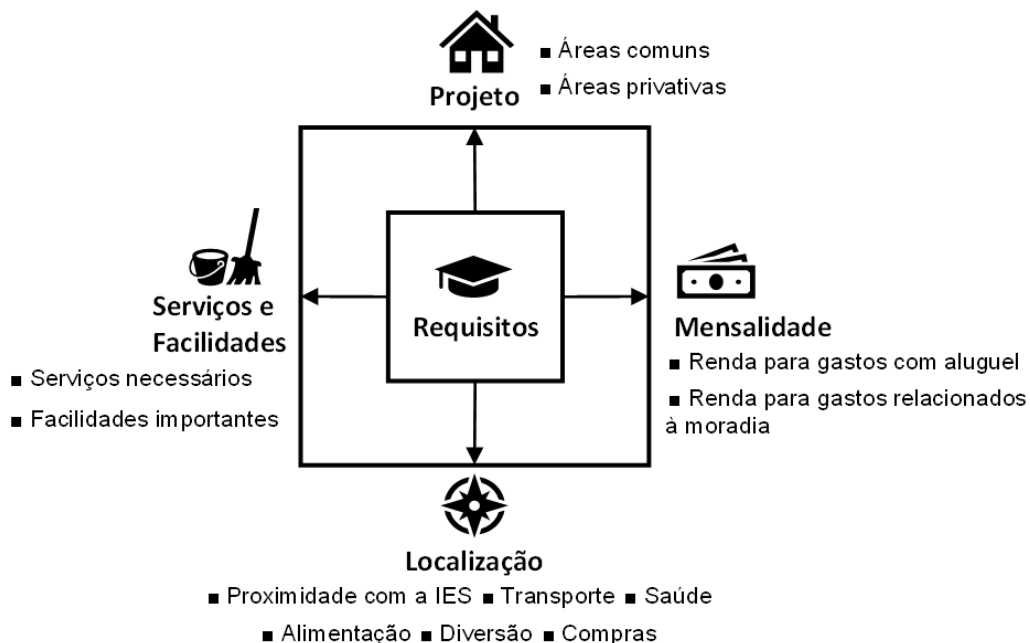 Projeto
■ Áreas comuns
■ Áreas privativas
Serviços e
Facilidades
■ Serviços necessários
■ Facilidades importantes
Requisitos
Mensalidade
■ Renda para gastos com aluguel
■ Renda para gastos relacionados
à moradia
Localização
■ Proximidade com a IES ■ Transporte ■ Saúde
■ Alimentação ■ Diversão ■ Compras